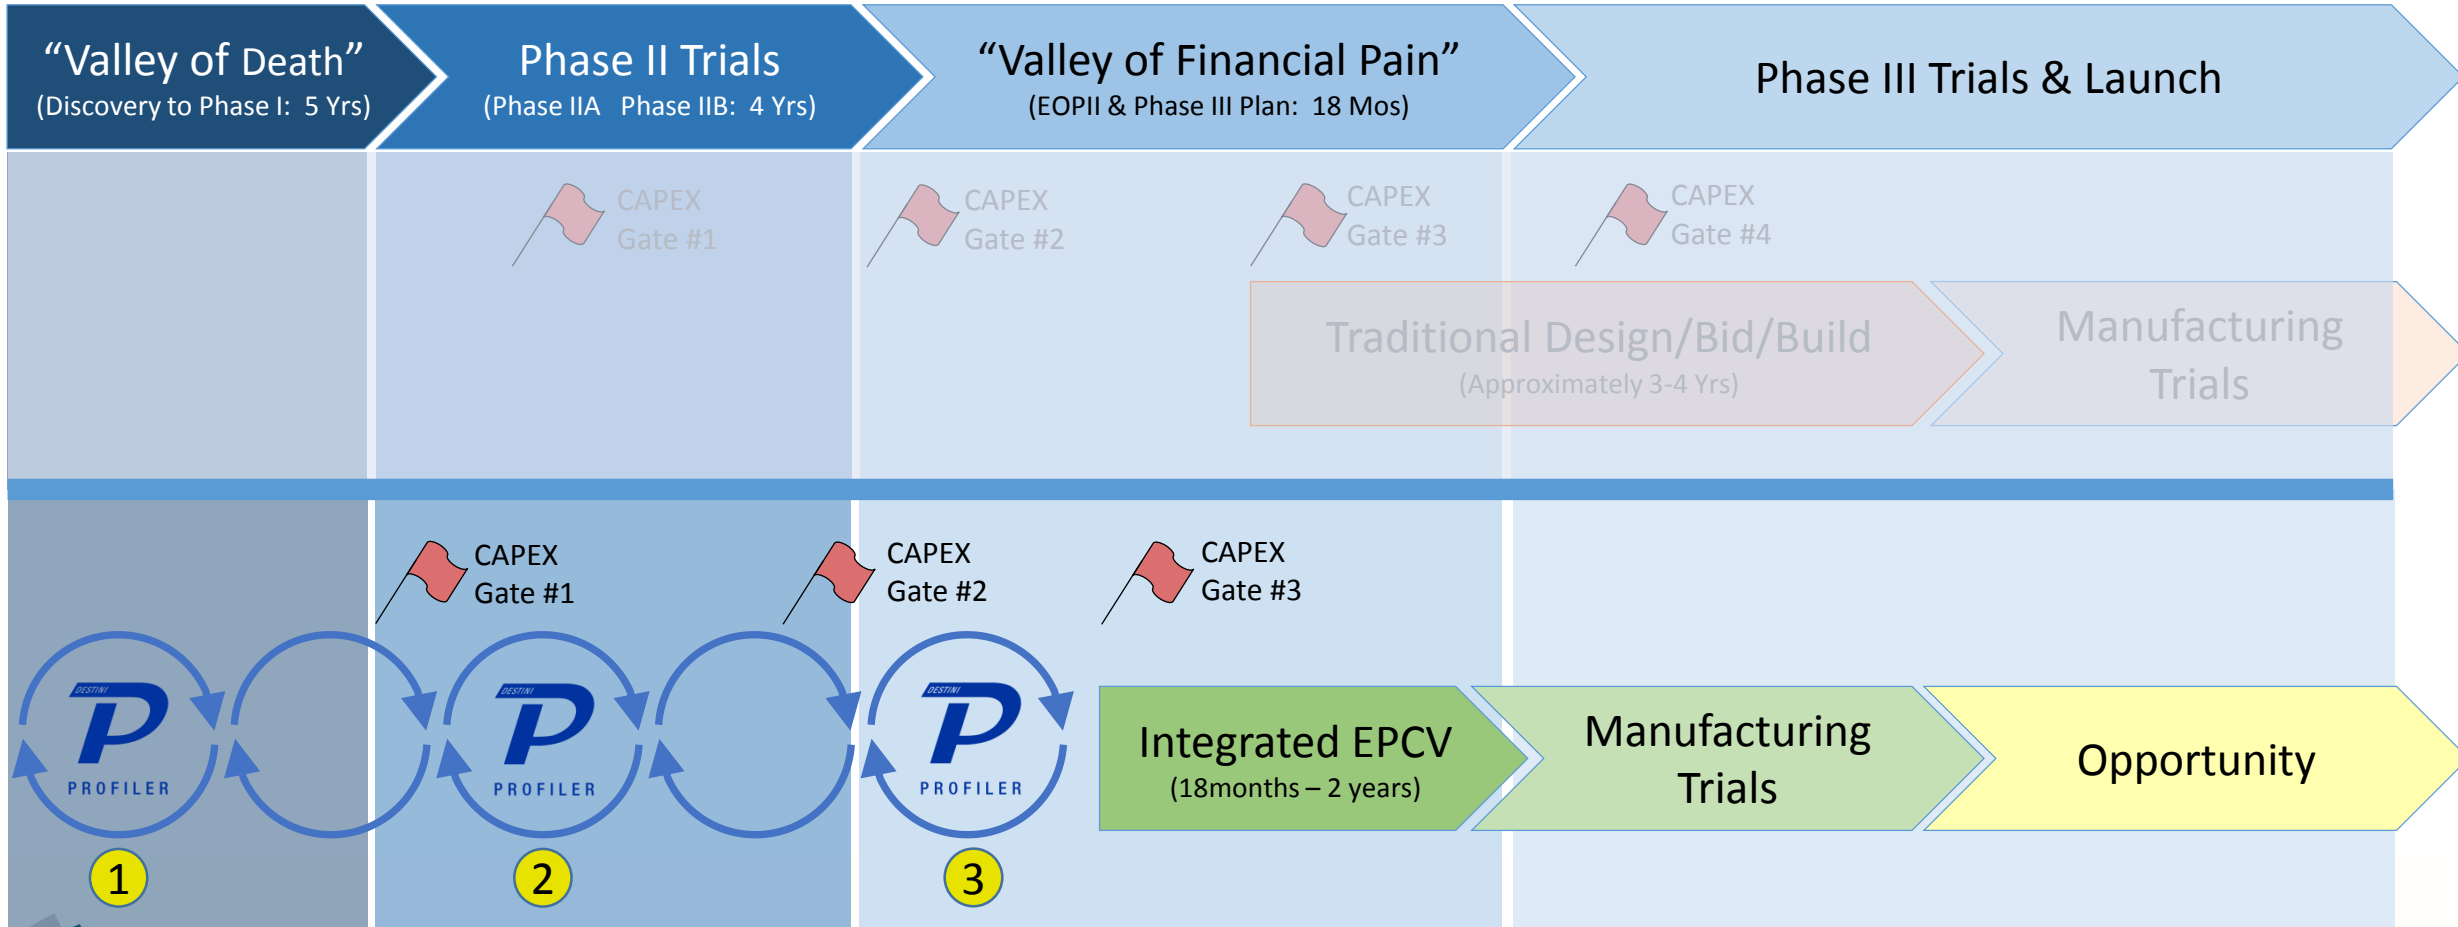 “Valley of Death”
(Discovery to Phase I: 5 Yrs)
Phase II Trials
(Phase IIA Phase IIB: 4 Yrs)
“Valley of Financial Pain”
(EOPII & Phase III Plan: 18 Mos)
Phase III Trials & Launch
CAPEX
Gate #1
CAPEX
Gate #2
CAPEX
Gate #3
CAPEX
Gate #4
Traditional Design/Bid/Build
(Approximately 3-4 Yrs)
Manufacturing
Trials
CAPEX
Gate #1
CAPEX
Gate #2
CAPEX
Gate #3
DESTINI
P
PROFILER
DESTINI
P
PROFILER
DESTINI
P
PROFILER
Integrated EPCV
(18months – 2 years)
Manufacturing
Trials
Opportunity
1
2
3